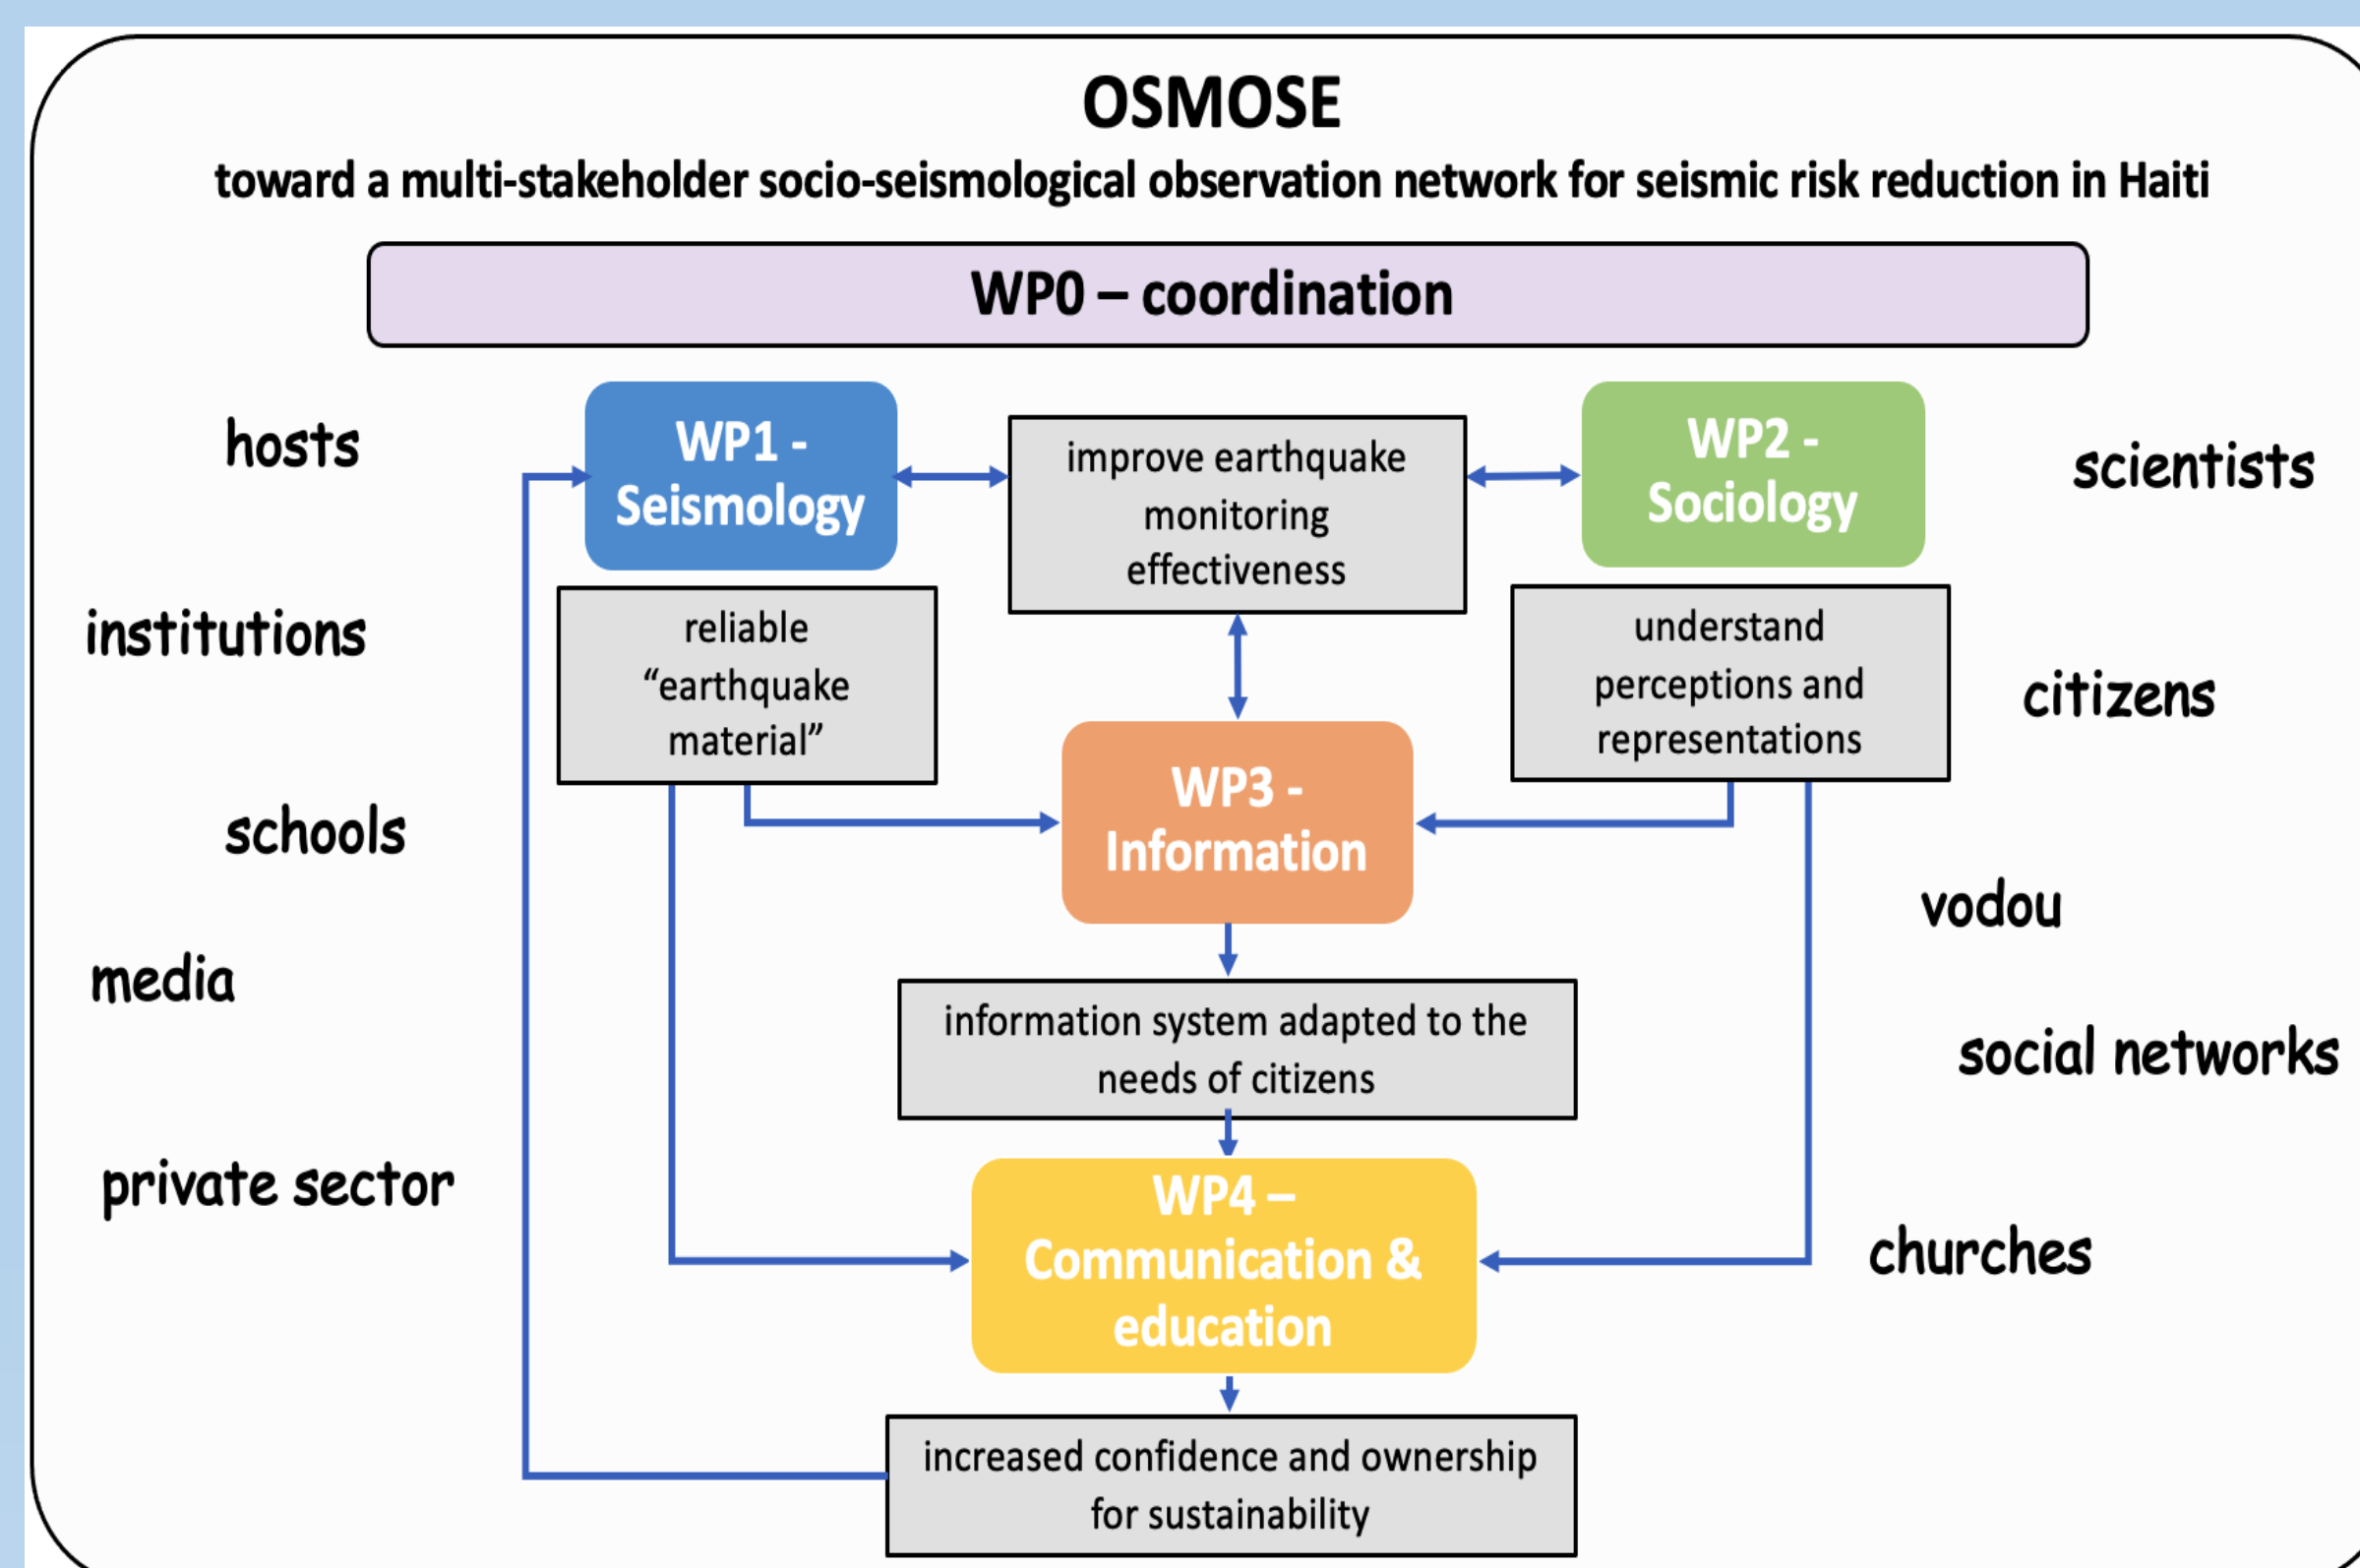 OSMOSE
toward a multi-stakeholder socio-seismological observation network for seismic risk reduction in Haiti
WP0 – coordination
hosts
institutions
schools
media
private sector
WP1 -
Seismology
reliable
“earthquake
material”
improve earthquake
monitoring
effectiveness
WP2 -
Sociology
understand
perceptions and
representations
WP3 -
Information
information system adapted to the
needs of citizens
WP4 –
Communication &
education
increased confidence and ownership
for sustainability
scientists
citizens
vodou
social networks
churches